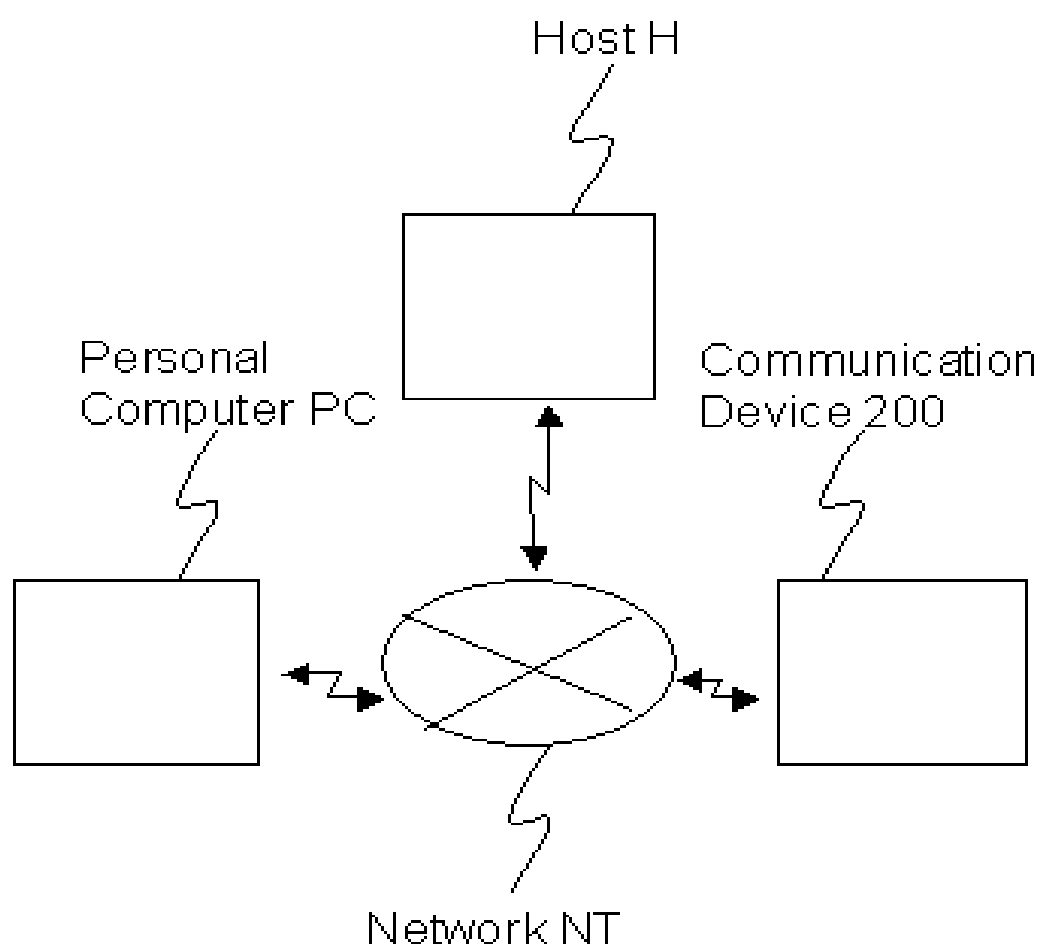 Host H
Personal
Computer PC
Communication
Device 200
Network NT